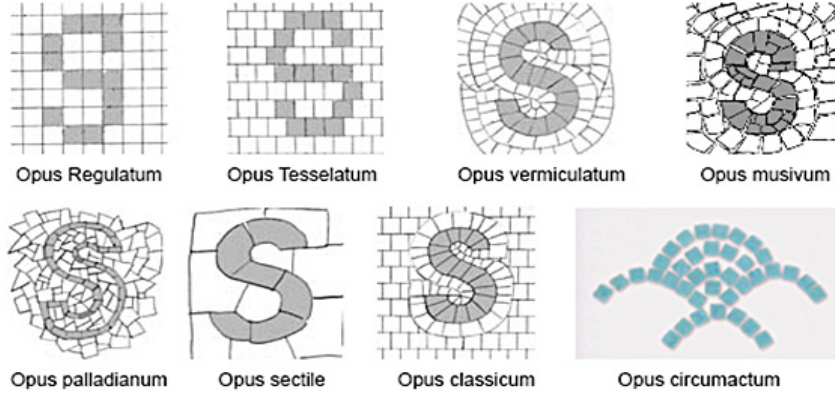 Opus Regulatum
Opus Tesselatum
Opus vermiculatum
Opus musivum
Opus palladianum
Opus sectile
Opus classicum
Opus circumactum